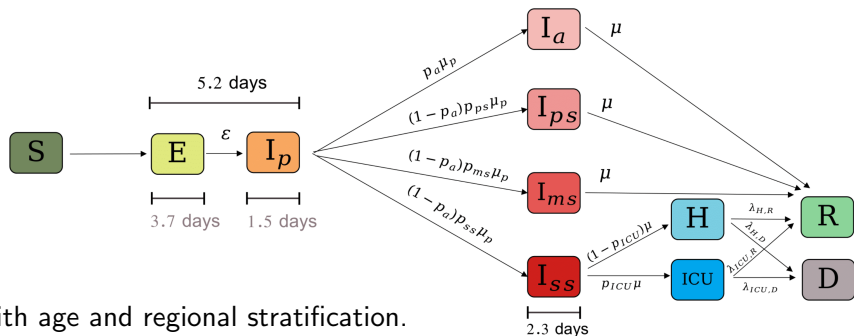 5.2 days
S
E
ε
I_p
3.7 days
1.5 days
p_a μ_p
(1−p_a)p_ps μ_p
(1−p_a)p_ms μ_p
(1−p_a)p_ss μ_p
I_a
μ
I_ps
μ
I_ms
μ
I_ss
2.3 days
(1−p_ICU)μ
p_ICU μ
H
ICU
λ_H,R
λ_H,D
λ_ICU,R
λ_ICU,D
R
D
ith age and regional stratification.